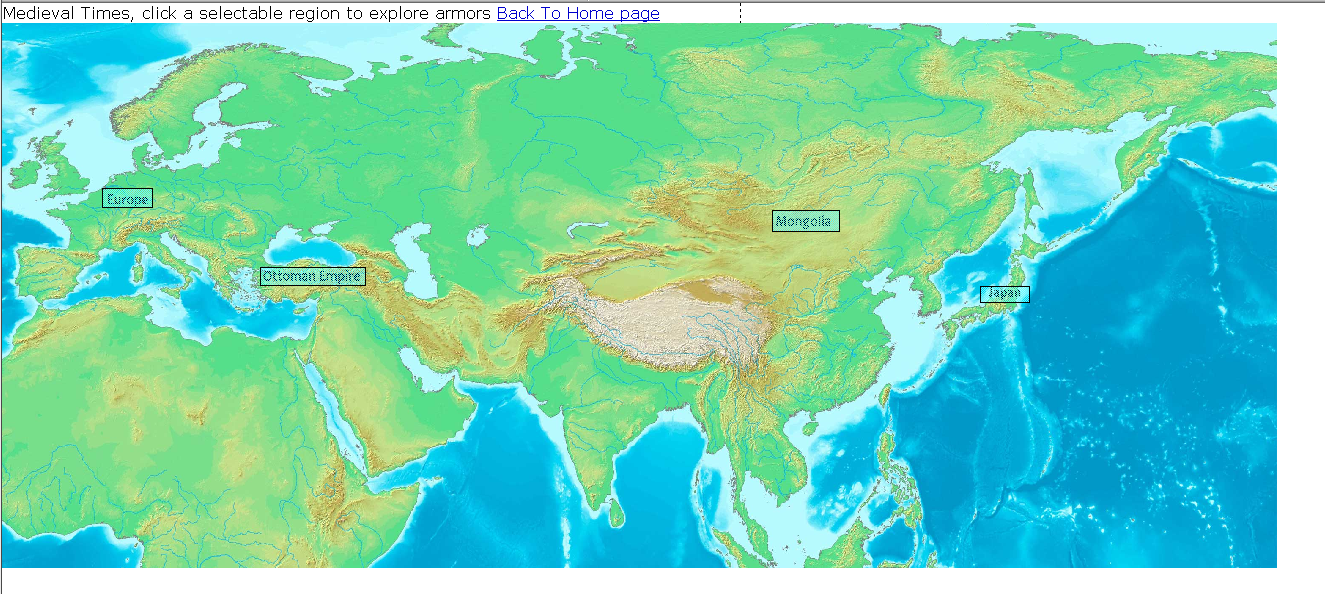 Medieval Times, click a selectable region to explore armors Back To Home page
Europe
Mongolia
Ottoman Empire
Japan